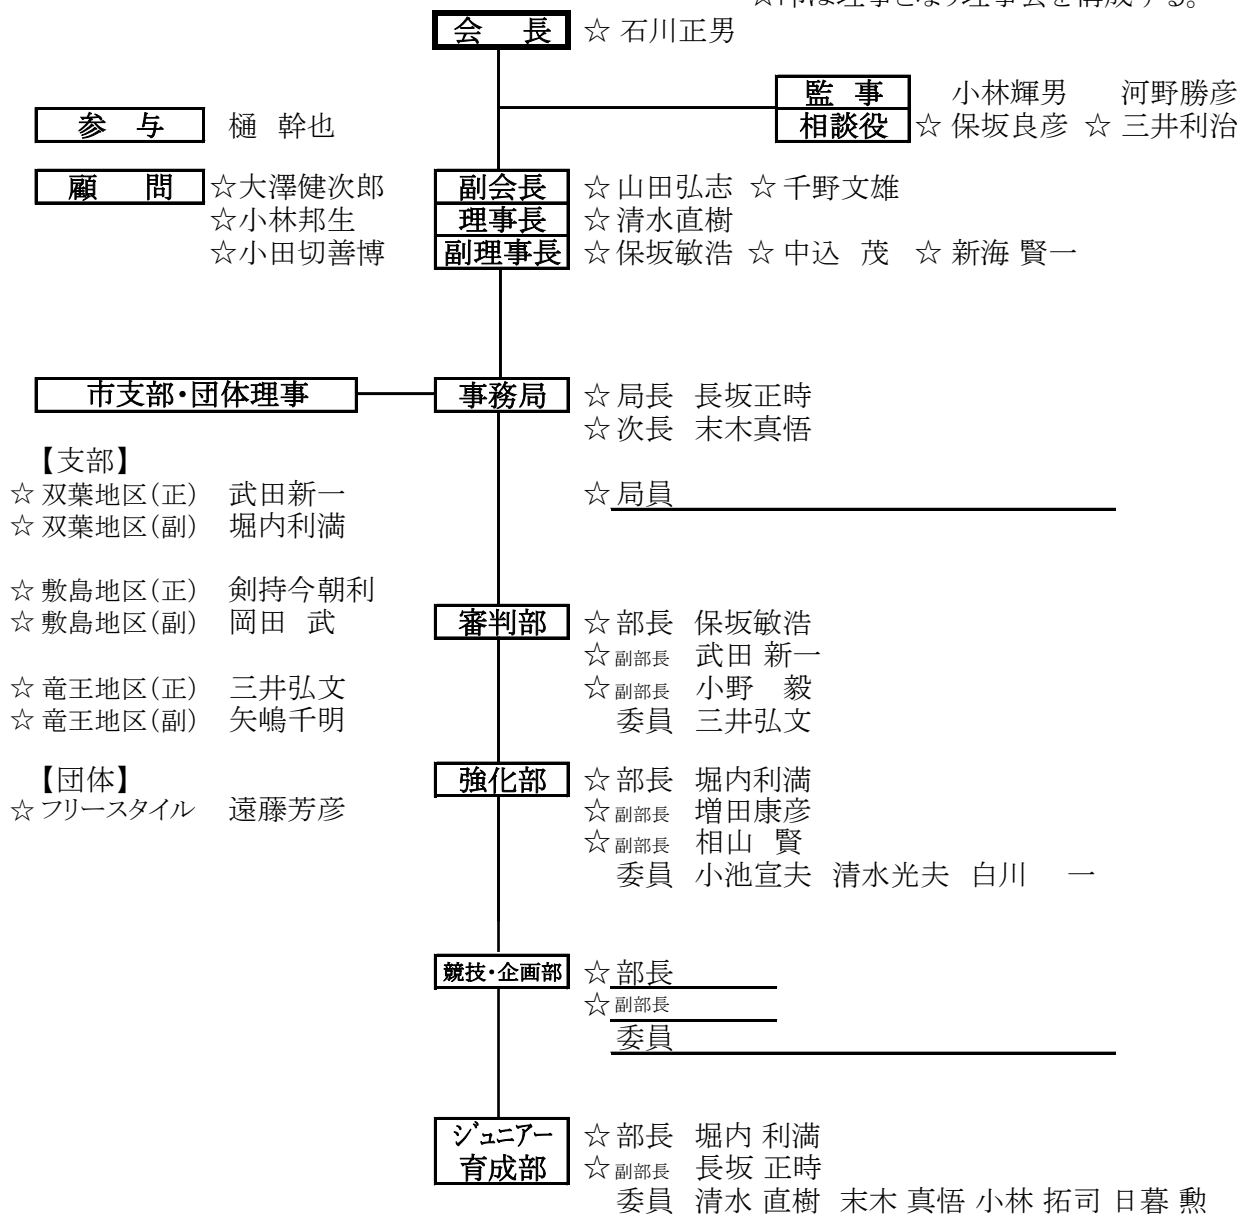 ☆印は理事となり理事会を構成する。
会 長 ☆ 石川正男
監 事 小林輝男 河野勝彦
参 与 樋 幹也 相談役 ☆ 保坂良彦 ☆ 三井利治
顧 問 ☆大澤健次郎 副会長 ☆山田弘志 ☆千野文雄
☆小林邦生 理事長 ☆清水直樹
☆小田切善博 副理事長 ☆保坂敏浩 ☆ 中込 茂 ☆ 新海 賢一
市支部・団体理事 事務局 ☆局長 長坂正時
☆次長 末木真悟
【支部】
☆双葉地区(正) 武田新一 ☆局員
☆双葉地区(副) 堀内利満
☆敷島地区(正) 剣持今朝利
☆敷島地区(副) 岡田 武 審判部 ☆部長 保坂敏浩
☆副部長 武田 新一
☆竜王地区(正) 三井弘文 ☆副部長 小野 毅
☆竜王地区(副) 矢嶋千明 委員 三井弘文
【団体】 強化部 ☆部長 堀内利満
☆フリースタイル 遠藤芳彦 ☆副部長 増田康彦
☆副部長 相山 賢
委員 小池宣夫 清水光夫 白川 一
競技・企画部 ☆部長
☆副部長
委員
ジュニアー ☆部長 堀内 利満
育成部 ☆副部長 長坂 正時
委員 清水 直樹 末木 真悟 小林 拓司 日暮 勲